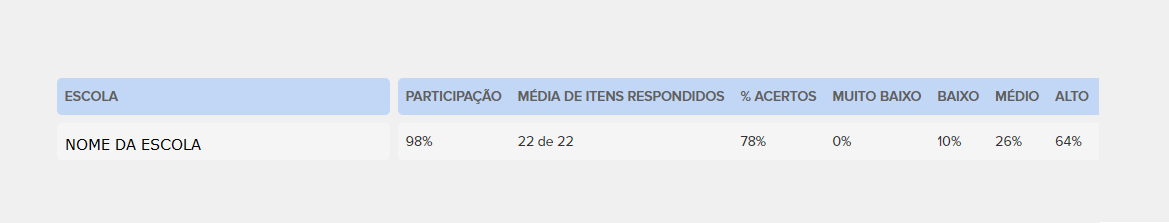 ESCOLA PARTICIPAÇÃO MÉDIA DE ITENS RESPONDIDOS % ACERTOS MUITO BAIXO BAIXO MÉDIO ALTO
NOME DA ESCOLA 98% 22 de 22 78% 0% 10% 26% 64%